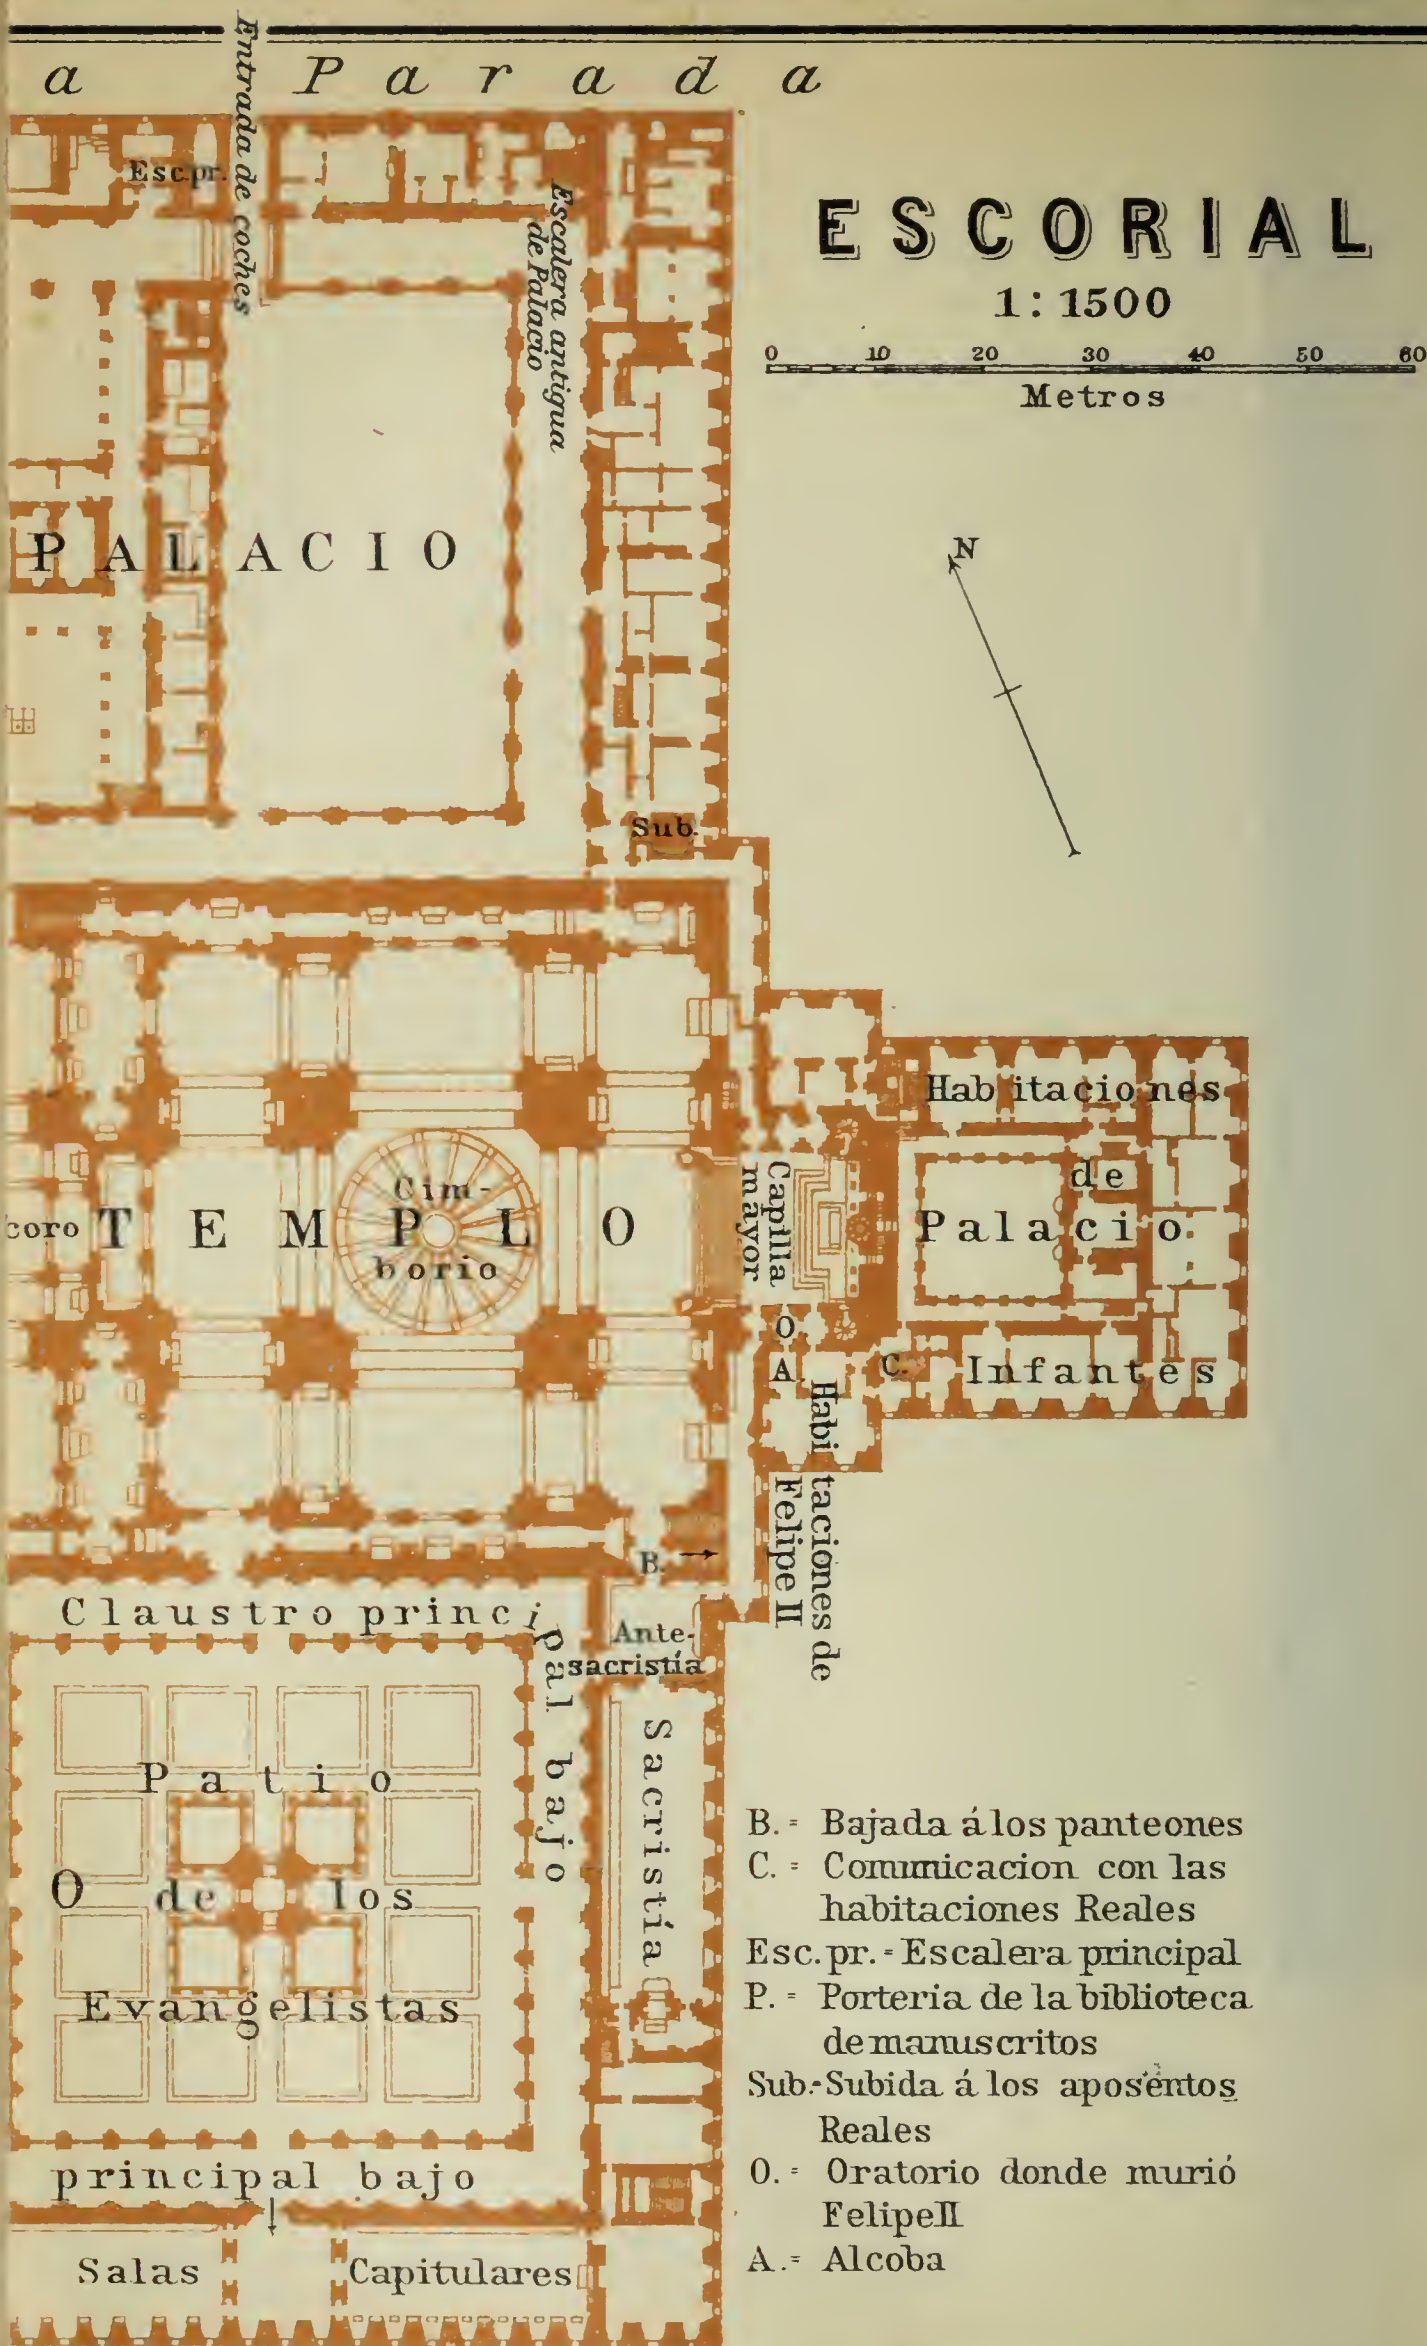 a Parada
Entrada de coches
Esc.pr.
Escalera antigua
de Palacio
ESCORIAL
1:1500
0 10 20 30 40 50 60
Metros
N
PALACIO
Sub.
Habitaciones
de
Palacio
Infantes
C.
Capilla
mayor
coro
TEMPLO
Cim-
borio
O
A.
Habitaciones de
Felipe II
B.
Claustro principal bajo
Ante-
sacristía
Sacristía
Patio
O de los
Evangelistas
principal bajo
Salas Capitulares
B. = Bajada á los panteones
C. = Comunicacion con las
habitaciones Reales
Esc.pr. = Escalera principal
P. = Porteria de la biblioteca
de manuscritos
Sub. = Subida á los aposentos
Reales
O. = Oratorio donde murió
Felipe II
A. = Alcoba